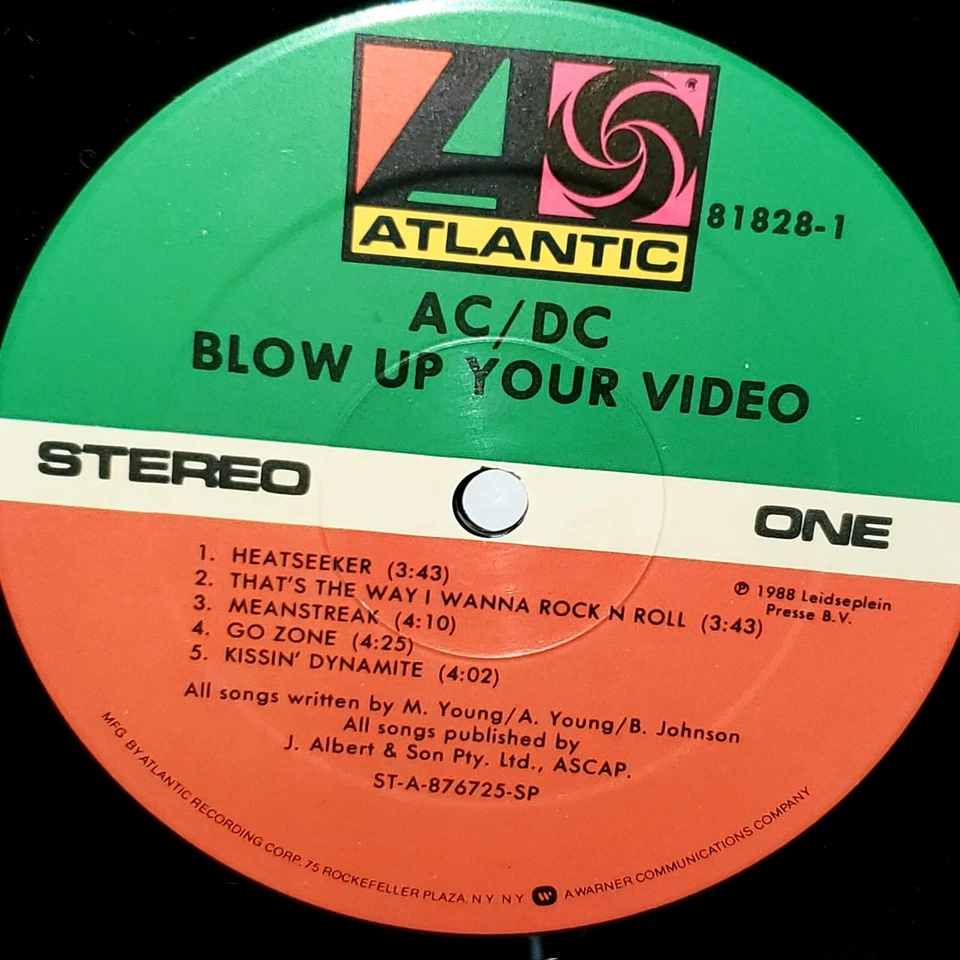 ATLANTIC
®
81828-1
AC/DC
BLOW UP YOUR VIDEO
STEREO
ONE
1. HEATSEEKER (3:43)
2. THAT'S THE WAY I WANNA ROCK N ROLL (3:43)
3. MEANSTREAK (4:10)
4. GO ZONE (4:25)
5. KISSIN' DYNAMITE (4:02)
℗ 1988 Leidseplein
Presse B.V.
All songs written by M. Young/A. Young/B. Johnson
All songs published by
J. Albert & Son Pty. Ltd., ASCAP.
ST-A-876725-SP
MFG BY ATLANTIC RECORDING CORP. 75 ROCKEFELLER PLAZA. N.Y. N.Y. W A WARNER COMMUNICATIONS COMPANY